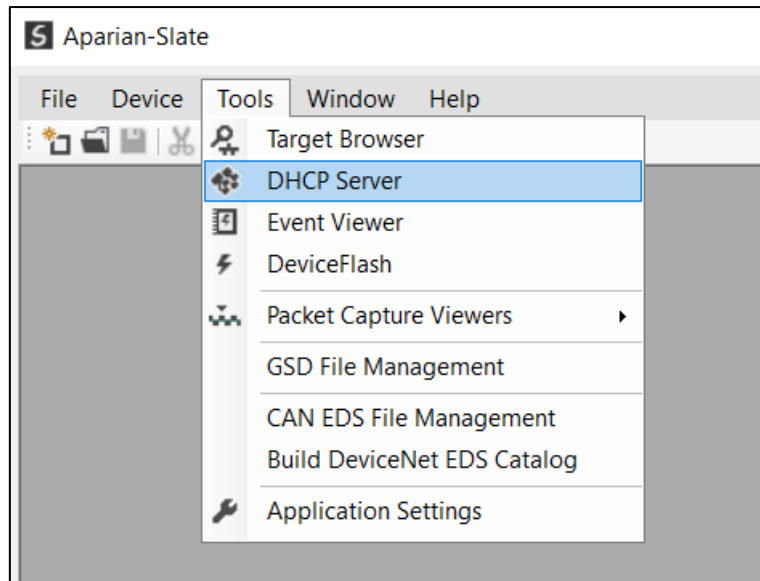 Aparian-Slate
File Device Tools Window Help
Target Browser
DHCP Server
Event Viewer
DeviceFlash
Packet Capture Viewers
GSD File Management
CAN EDS File Management
Build DeviceNet EDS Catalog
Application Settings